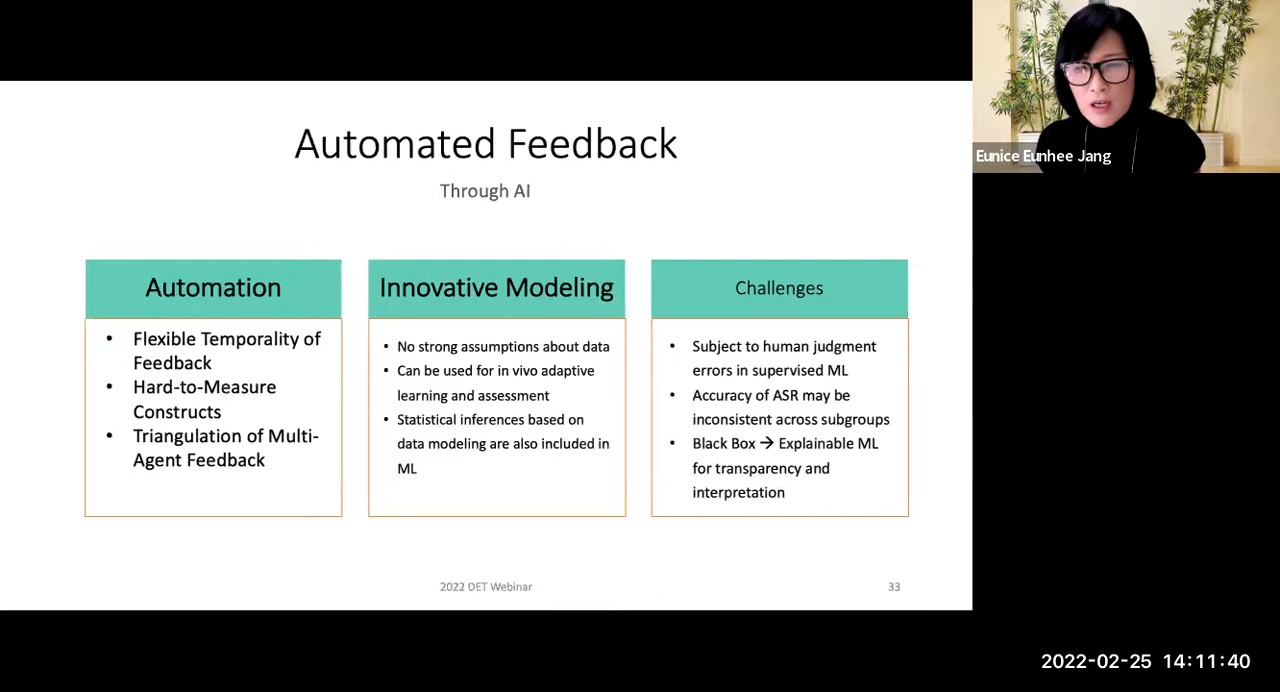 Automated Feedback
Through AI
Automation
• Flexible Temporality of
Feedback
• Hard-to-Measure
Constructs
• Triangulation of Multi-
Agent Feedback
Innovative Modeling
• No strong assumptions about data
• Can be used for in vivo adaptive
learning and assessment
• Statistical inferences based on
data modeling are also included in
ML
Challenges
• Subject to human judgment
errors in supervised ML
• Accuracy of ASR may be
inconsistent across subgroups
• Black Box → Explainable ML
for transparency and
interpretation
2022 DET Webinar
33
Eunice Eunhee Jang
2022-02-25 14:11:40